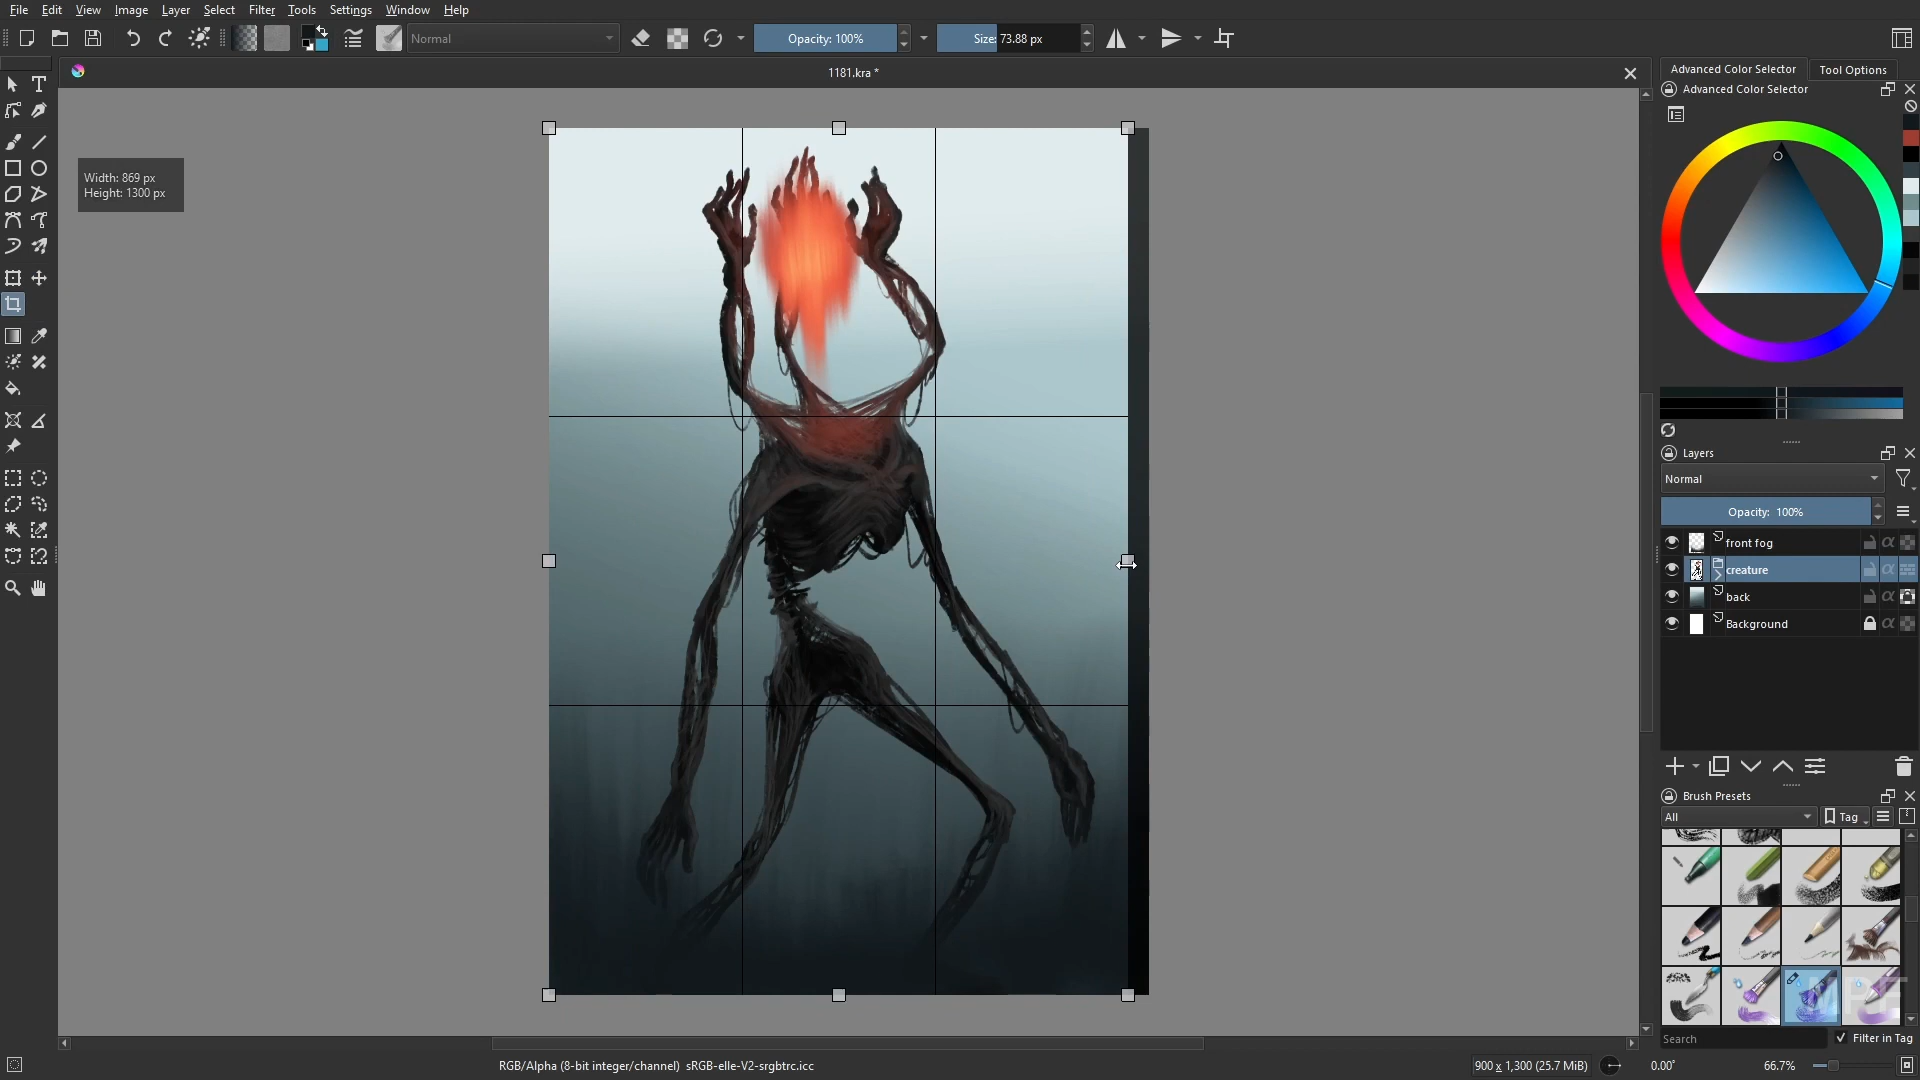 File Edit View Image Layer Select Filter Tools Settings Window Help
Normal
Opacity: 100%
Size: 73.88 px
1181.kra *
Width: 869 px
Height: 1300 px
Advanced Color Selector
Tool Options
Advanced Color Selector
Layers
Normal
Opacity: 100%
front fog
creature
back
Background
Brush Presets
All
Tag
Search
Filter in Tag
RGB/Alpha (8-bit integer/channel) sRGB-elle-V2-srgbtrc.icc
900 x 1,300 (25.7 MiB)
0.00°
66.7%